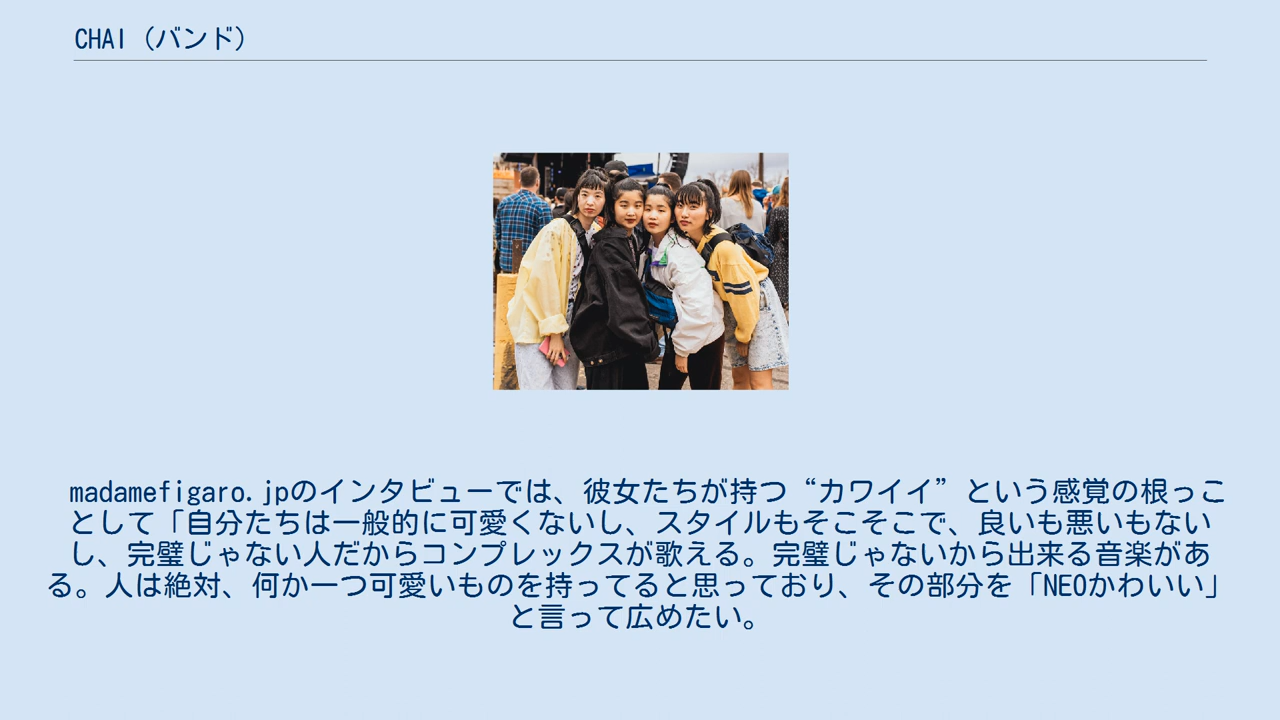 CHAI（バンド）
madamefigaro.jpのインタビューでは、彼女たちが持つ“カワイイ”という感覚の根っこ
として「自分たちは一般的に可愛くないし、スタイルもそこそこで、良いも悪いもない
し、完璧じゃない人だからコンプレックスが歌える。完璧じゃないから出来る音楽があ
る。人は絶対、何か一つ可愛いものを持ってると思っており、その部分を「NEOかわいい」
と言って広めたい。